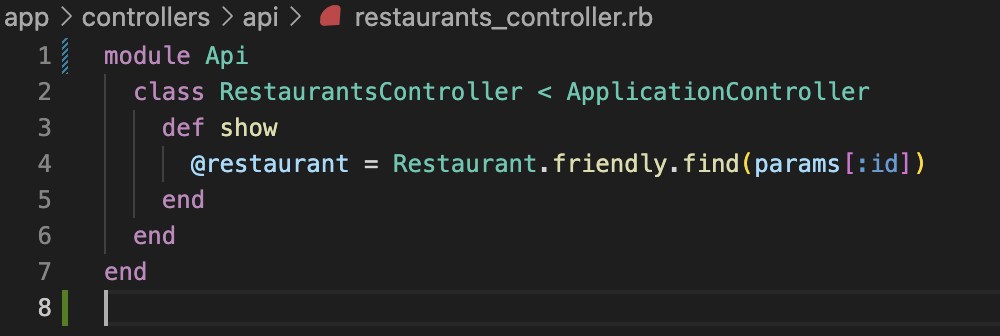 app > controllers > api > restaurants_controller.rb
1 module Api
2   class RestaurantsController < ApplicationController
3     def show
4       @restaurant = Restaurant.friendly.find(params[:id])
5     end
6   end
7 end
8